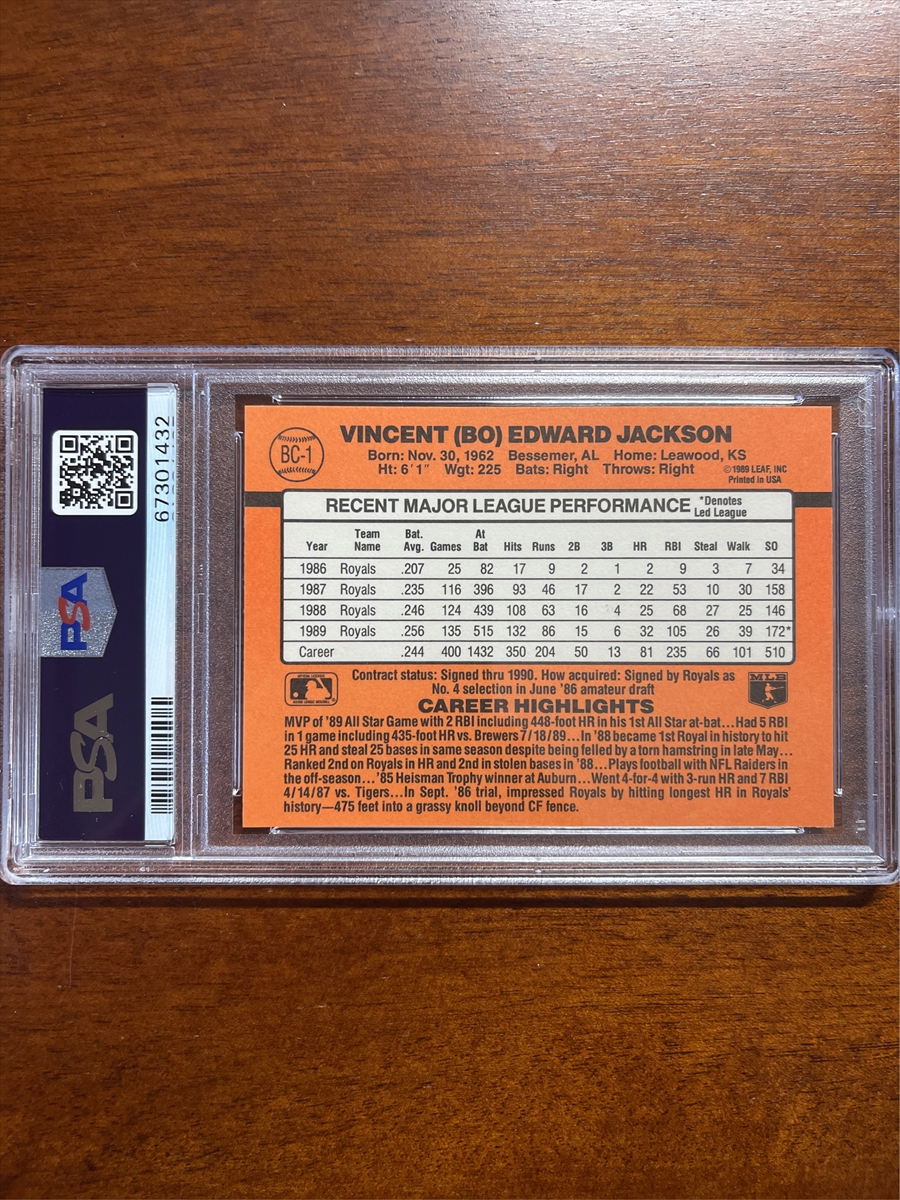 67301432
PSA
PSA
BC-1
VINCENT (BO) EDWARD JACKSON
Born: Nov. 30, 1962 Bessemer, AL Home: Leawood, KS
Ht: 6'1" Wgt: 225 Bats: Right Throws: Right
©1989 LEAF, INC
Printed in USA
RECENT MAJOR LEAGUE PERFORMANCE *Denotes Led League
Year Team Name Bat. Avg. Games At Bat Hits Runs 2B 3B HR RBI Steal Walk SO
1986 Royals .207 25 82 17 9 2 1 2 9 3 7 34
1987 Royals .235 116 396 93 46 17 2 22 53 10 30 158
1988 Royals .246 124 439 108 63 16 4 25 68 27 25 146
1989 Royals .256 135 515 132 86 15 6 32 105 26 39 172*
Career .244 400 1432 350 204 50 13 81 235 66 101 510
Contract status: Signed thru 1990. How acquired: Signed by Royals as
No. 4 selection in June '86 amateur draft
MLB
CAREER HIGHLIGHTS
MVP of '89 All Star Game with 2 RBI including 448-foot HR in his 1st All Star at-bat...Had 5 RBI
in 1 game including 435-foot HR vs. Brewers 7/18/89...In '88 became 1st Royal in history to hit
25 HR and steal 25 bases in same season despite being felled by a torn hamstring in late May...
Ranked 2nd on Royals in HR and 2nd in stolen bases in '88...Plays football with NFL Raiders in
the off-season...'85 Heisman Trophy winner at Auburn...Went 4-for-4 with 3-run HR and 7 RBI
4/14/87 vs. Tigers...In Sept. '86 trial, impressed Royals by hitting longest HR in Royals'
history—475 feet into a grassy knoll beyond CF fence.